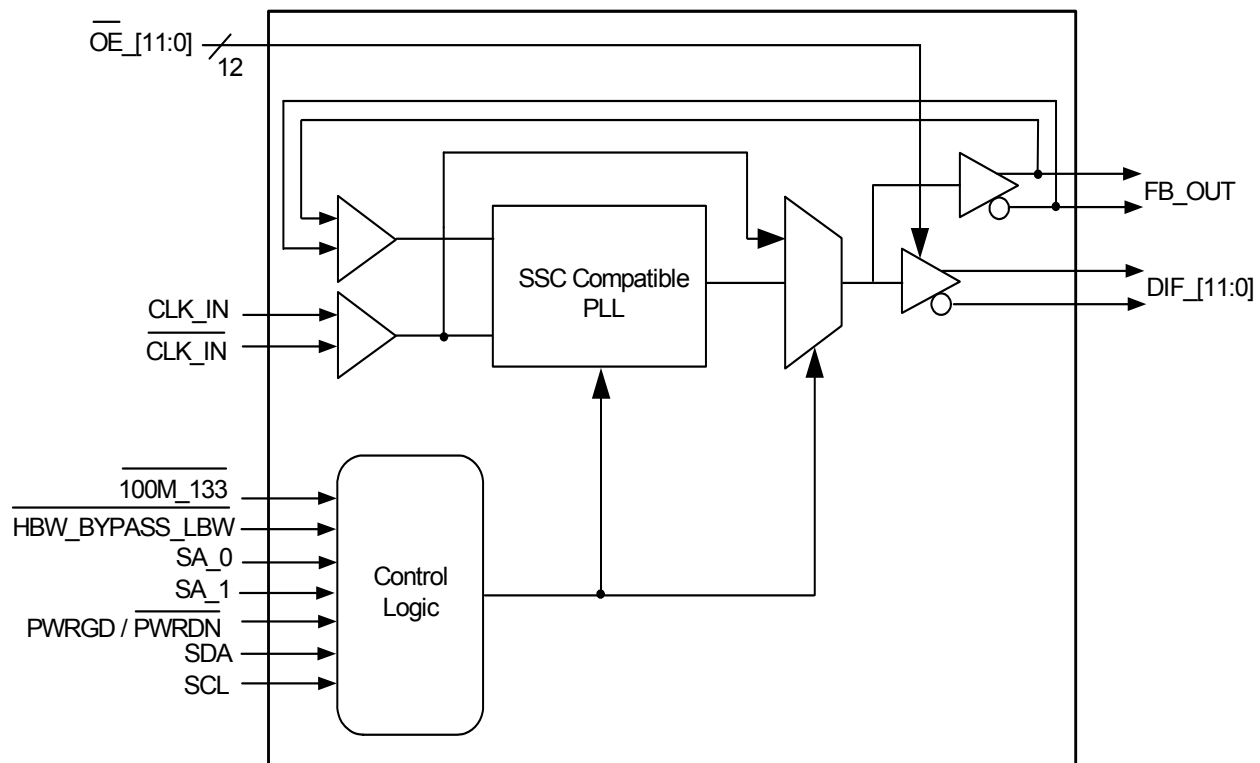 OE_[11:0]
12
FB_OUT
SSC Compatible
PLL
DIF_[11:0]
CLK_IN
CLK_IN
100M_133
HBW_BYPASS_LBW
SA_0
SA_1
PWRGD / PWRDN
SDA
SCL
Control
Logic